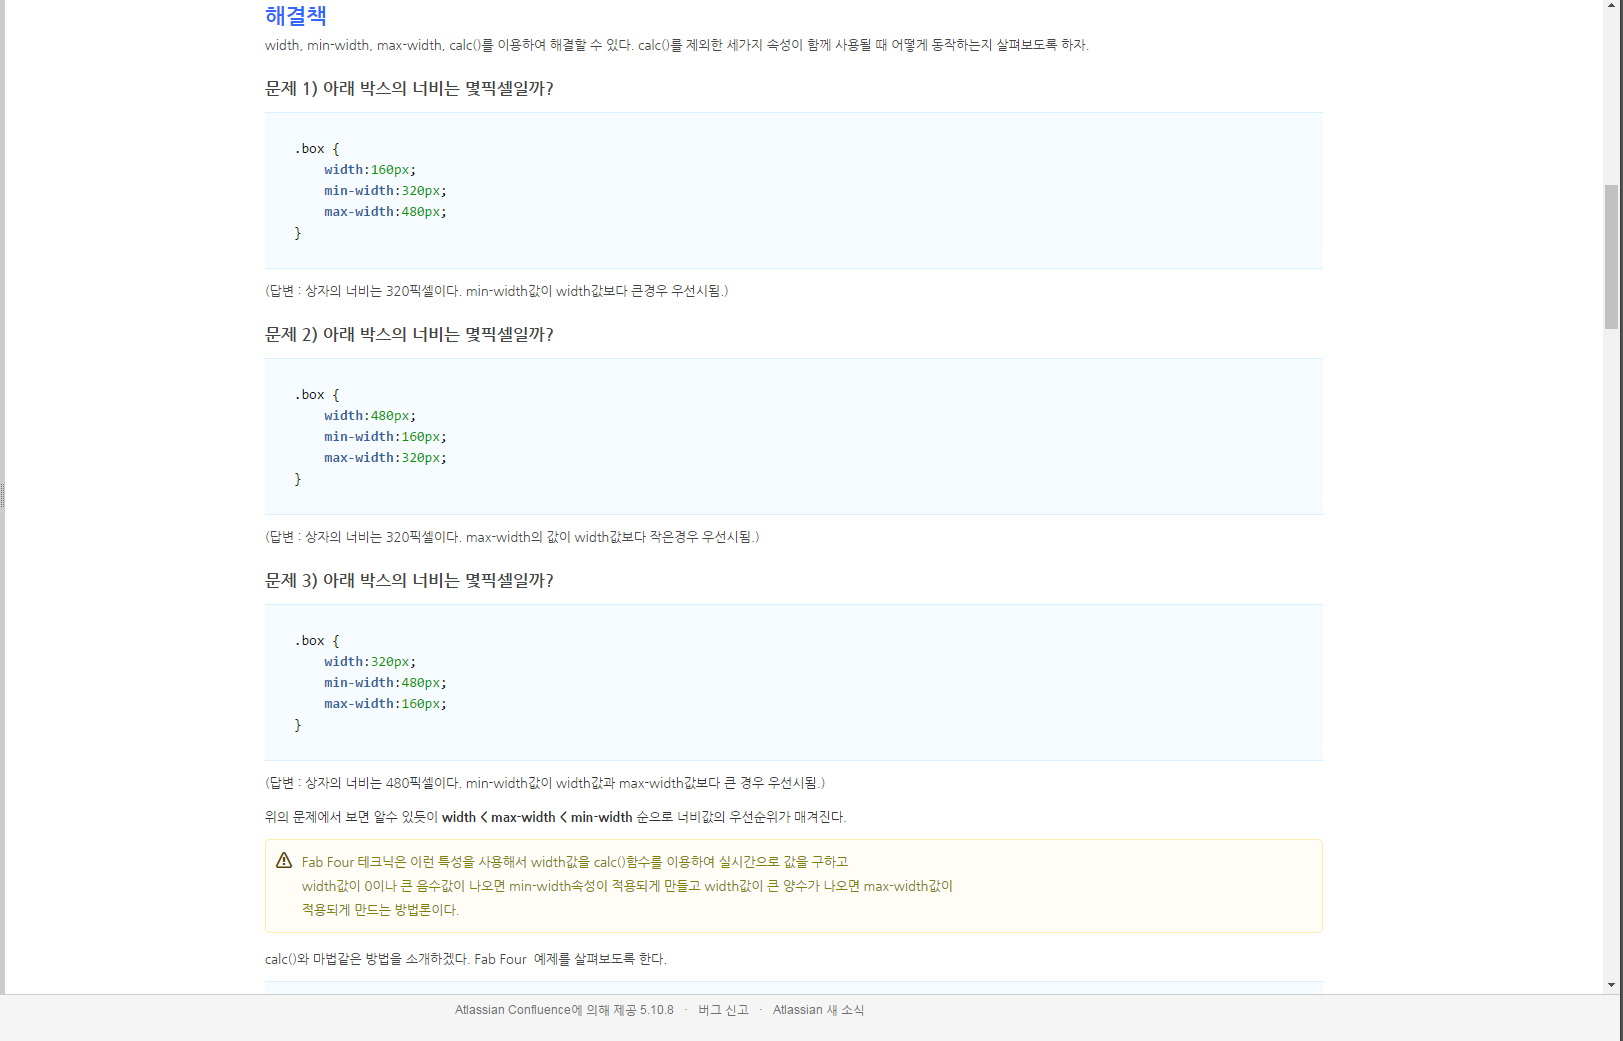 해결책
width, min-width, max-width, calc()를 이용하여 해결할 수 있다. calc()를 제외한 세가지 속성이 함께 사용될 때 어떻게 동작하는지 살펴보도록 하자.
문제 1) 아래 박스의 너비는 몇픽셀일까?
.box {
    width:160px;
    min-width:320px;
    max-width:480px;
}
(답변 : 상자의 너비는 320픽셀이다. min-width값이 width값보다 큰경우 우선시됨.)
문제 2) 아래 박스의 너비는 몇픽셀일까?
.box {
    width:480px;
    min-width:160px;
    max-width:320px;
}
(답변 : 상자의 너비는 320픽셀이다. max-width의 값이 width값보다 작은경우 우선시됨.)
문제 3) 아래 박스의 너비는 몇픽셀일까?
.box {
    width:320px;
    min-width:480px;
    max-width:160px;
}
(답변 : 상자의 너비는 480픽셀이다. min-width값이 width값과 max-width값보다 큰 경우 우선시됨.)
위의 문제에서 보면 알수 있듯이 width < max-width < min-width 순으로 너비값의 우선순위가 매겨진다.
Fab Four 테크닉은 이런 특성을 사용해서 width값을 calc()함수를 이용하여 실시간으로 값을 구하고
width값이 0이나 큰 음수값이 나오면 min-width속성이 적용되게 만들고 width값이 큰 양수가 나오면 max-width값이
적용되게 만드는 방법론이다.
calc()와 마법같은 방법을 소개하겠다. Fab Four  예제를 살펴보도록 한다.
Atlassian Confluence에 의해 제공 5.10.8 · 버그 신고 · Atlassian 새 소식